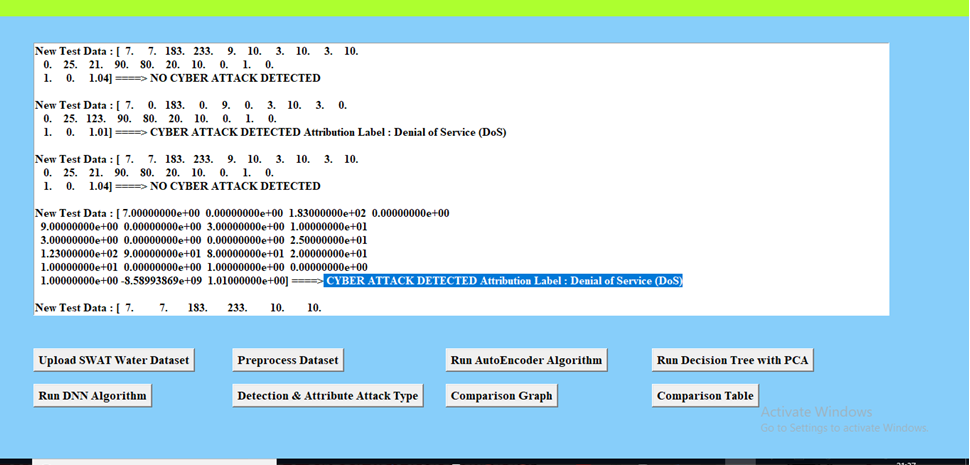 New Test Data : [ 7. 7. 183. 233. 9. 10. 3. 10. 3. 10.
0. 25. 21. 90. 80. 20. 10. 0. 1. 0.
1. 0. 1.04] ====> NO CYBER ATTACK DETECTED
New Test Data : [ 7. 0. 183. 0. 9. 0. 3. 10. 3. 0.
0. 25. 123. 90. 80. 20. 10. 0. 1. 0.
1. 0. 1.01] ====> CYBER ATTACK DETECTED Attribution Label : Denial of Service (DoS)
New Test Data : [ 7. 7. 183. 233. 9. 10. 3. 10. 3. 10.
0. 25. 21. 90. 80. 20. 10. 0. 1. 0.
1. 0. 1.04] ====> NO CYBER ATTACK DETECTED
New Test Data : [ 7.00000000e+00 0.00000000e+00 1.83000000e+02 0.00000000e+00
9.00000000e+00 0.00000000e+00 3.00000000e+00 1.00000000e+01
3.00000000e+00 0.00000000e+00 0.00000000e+00 2.50000000e+01
1.23000000e+02 9.00000000e+01 8.00000000e+01 2.00000000e+01
1.00000000e+01 0.00000000e+00 1.00000000e+00 0.00000000e+00
1.00000000e+00 -8.58993869e+09 1.01000000e+00] ====> CYBER ATTACK DETECTED Attribution Label : Denial of Service (DoS)
New Test Data : [ 7. 7. 183. 233. 10. 10.
Upload SWAT Water Dataset Preprocess Dataset Run AutoEncoder Algorithm Run Decision Tree with PCA
Run DNN Algorithm Detection & Attribute Attack Type Comparison Graph Comparison Table
Activate Windows
Go to Settings to activate Windows.